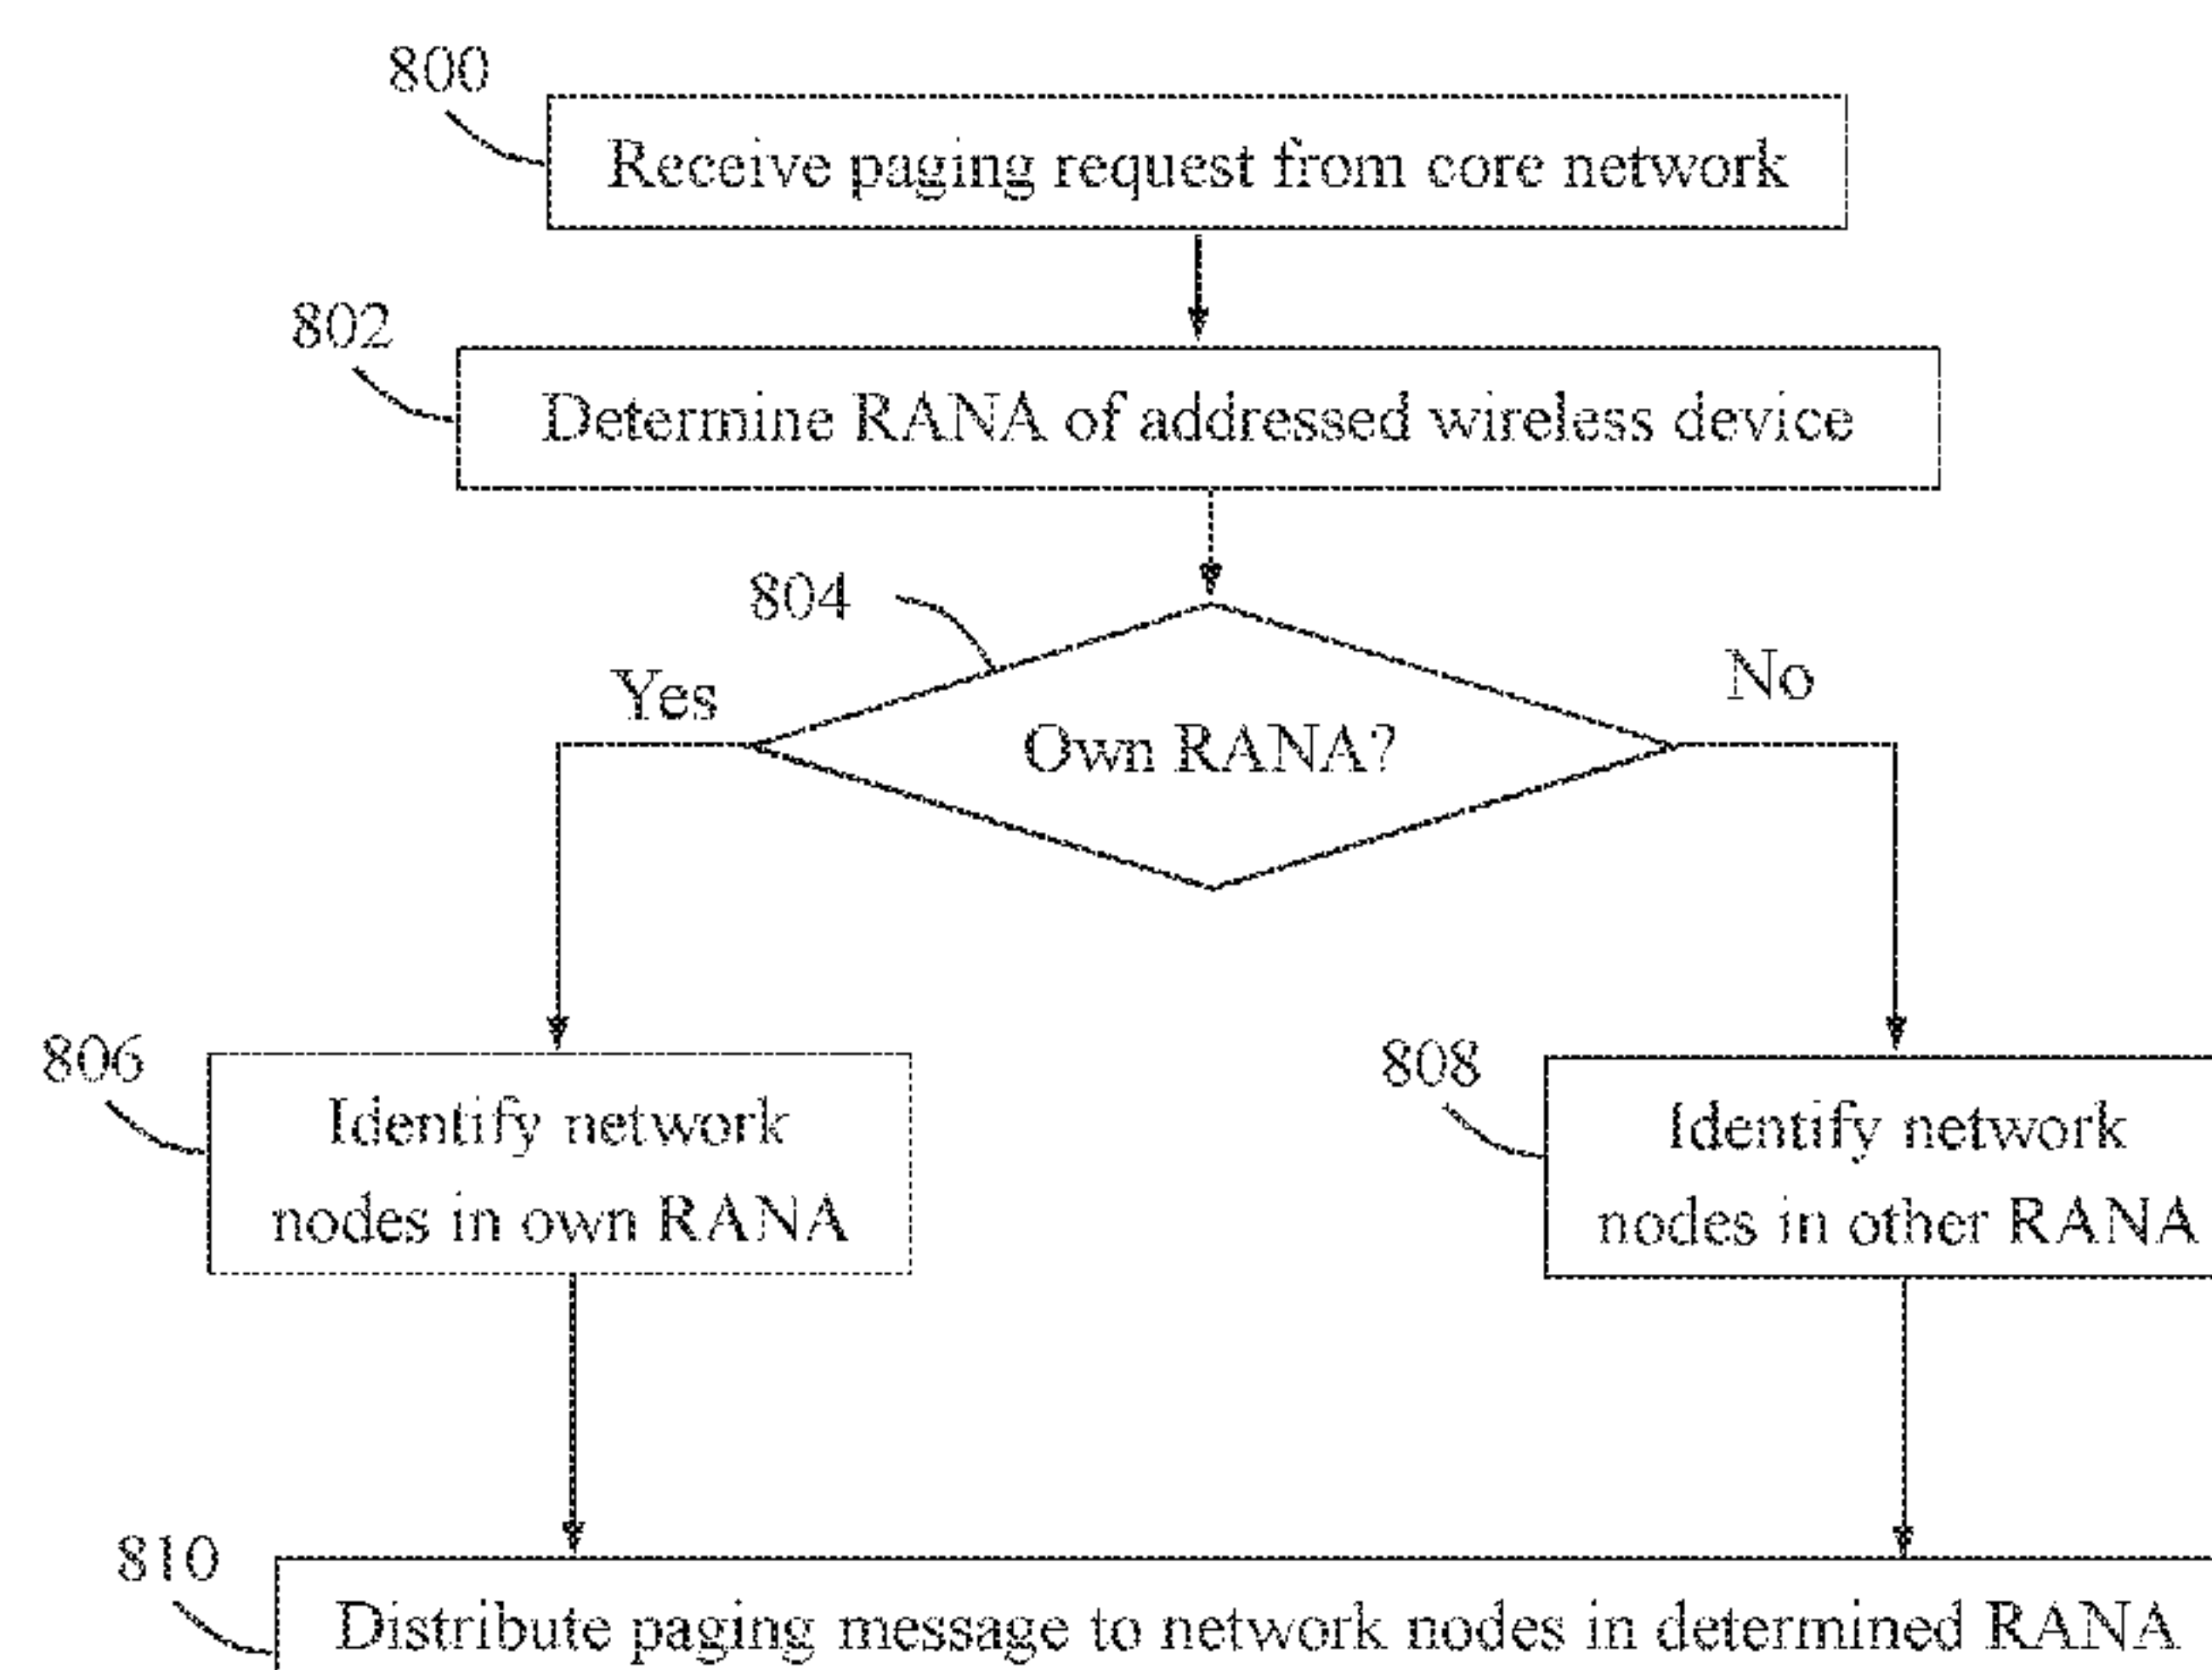 800
Receive paging request from core network
802
Determine RANA of addressed wireless device
804
Yes
No
Own RANA?
806
Identify network
nodes in own RANA
808
Identify network
nodes in other RANA
810
Distribute paging message to network nodes in determined RANA